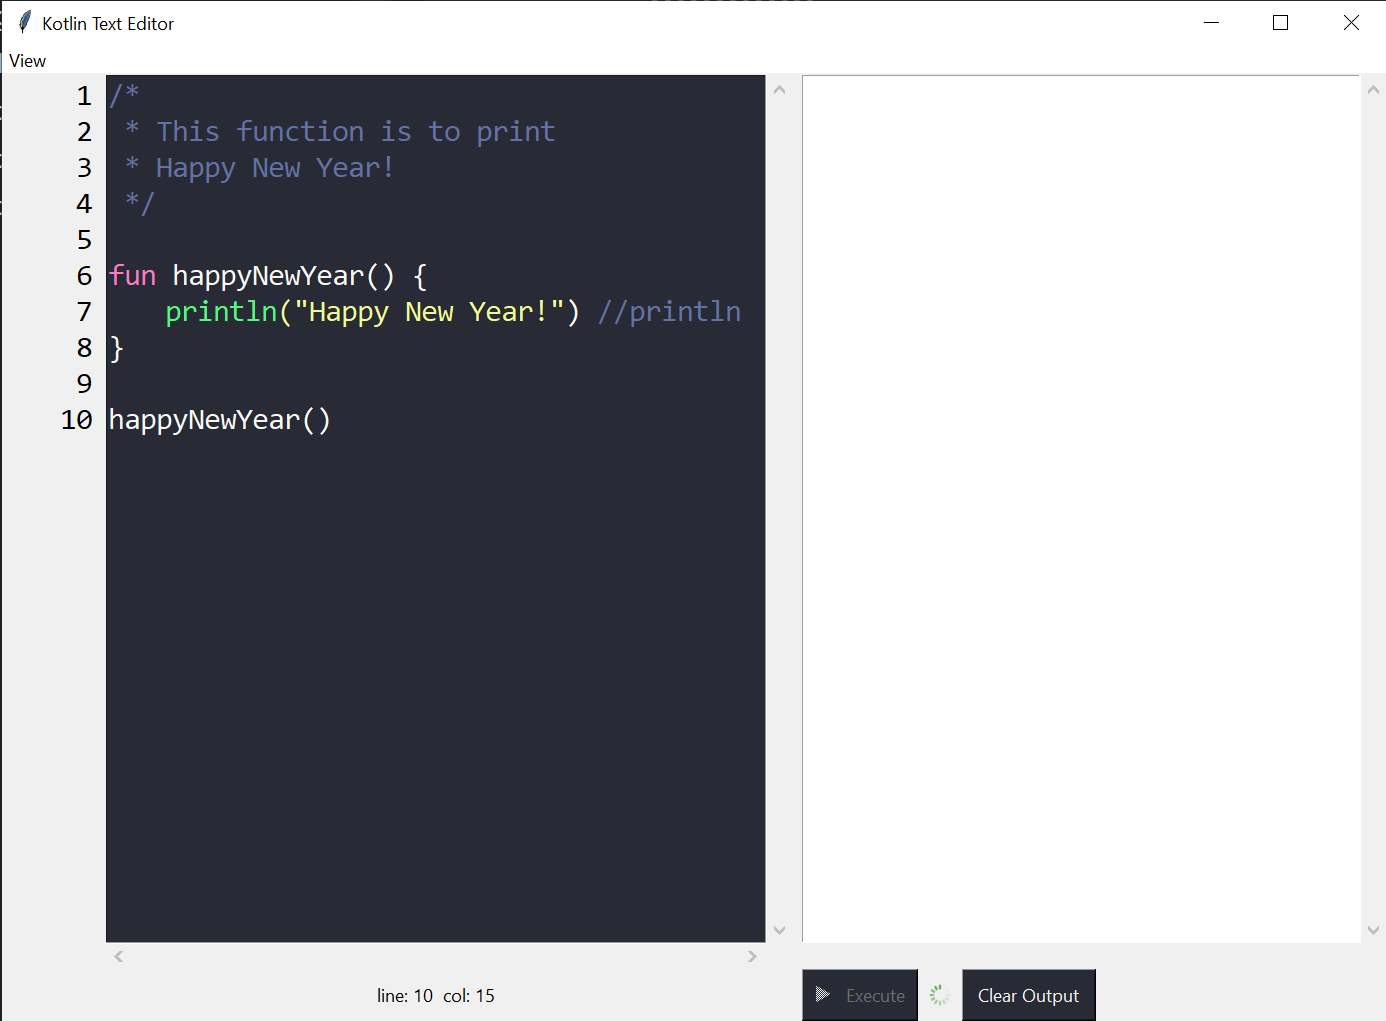 Kotlin Text Editor
View
1 /*
2  * This function is to print
3  * Happy New Year!
4  */
5
6 fun happyNewYear() {
7     println("Happy New Year!") //println
8 }
9
10 happyNewYear()
line: 10  col: 15
Execute
Clear Output